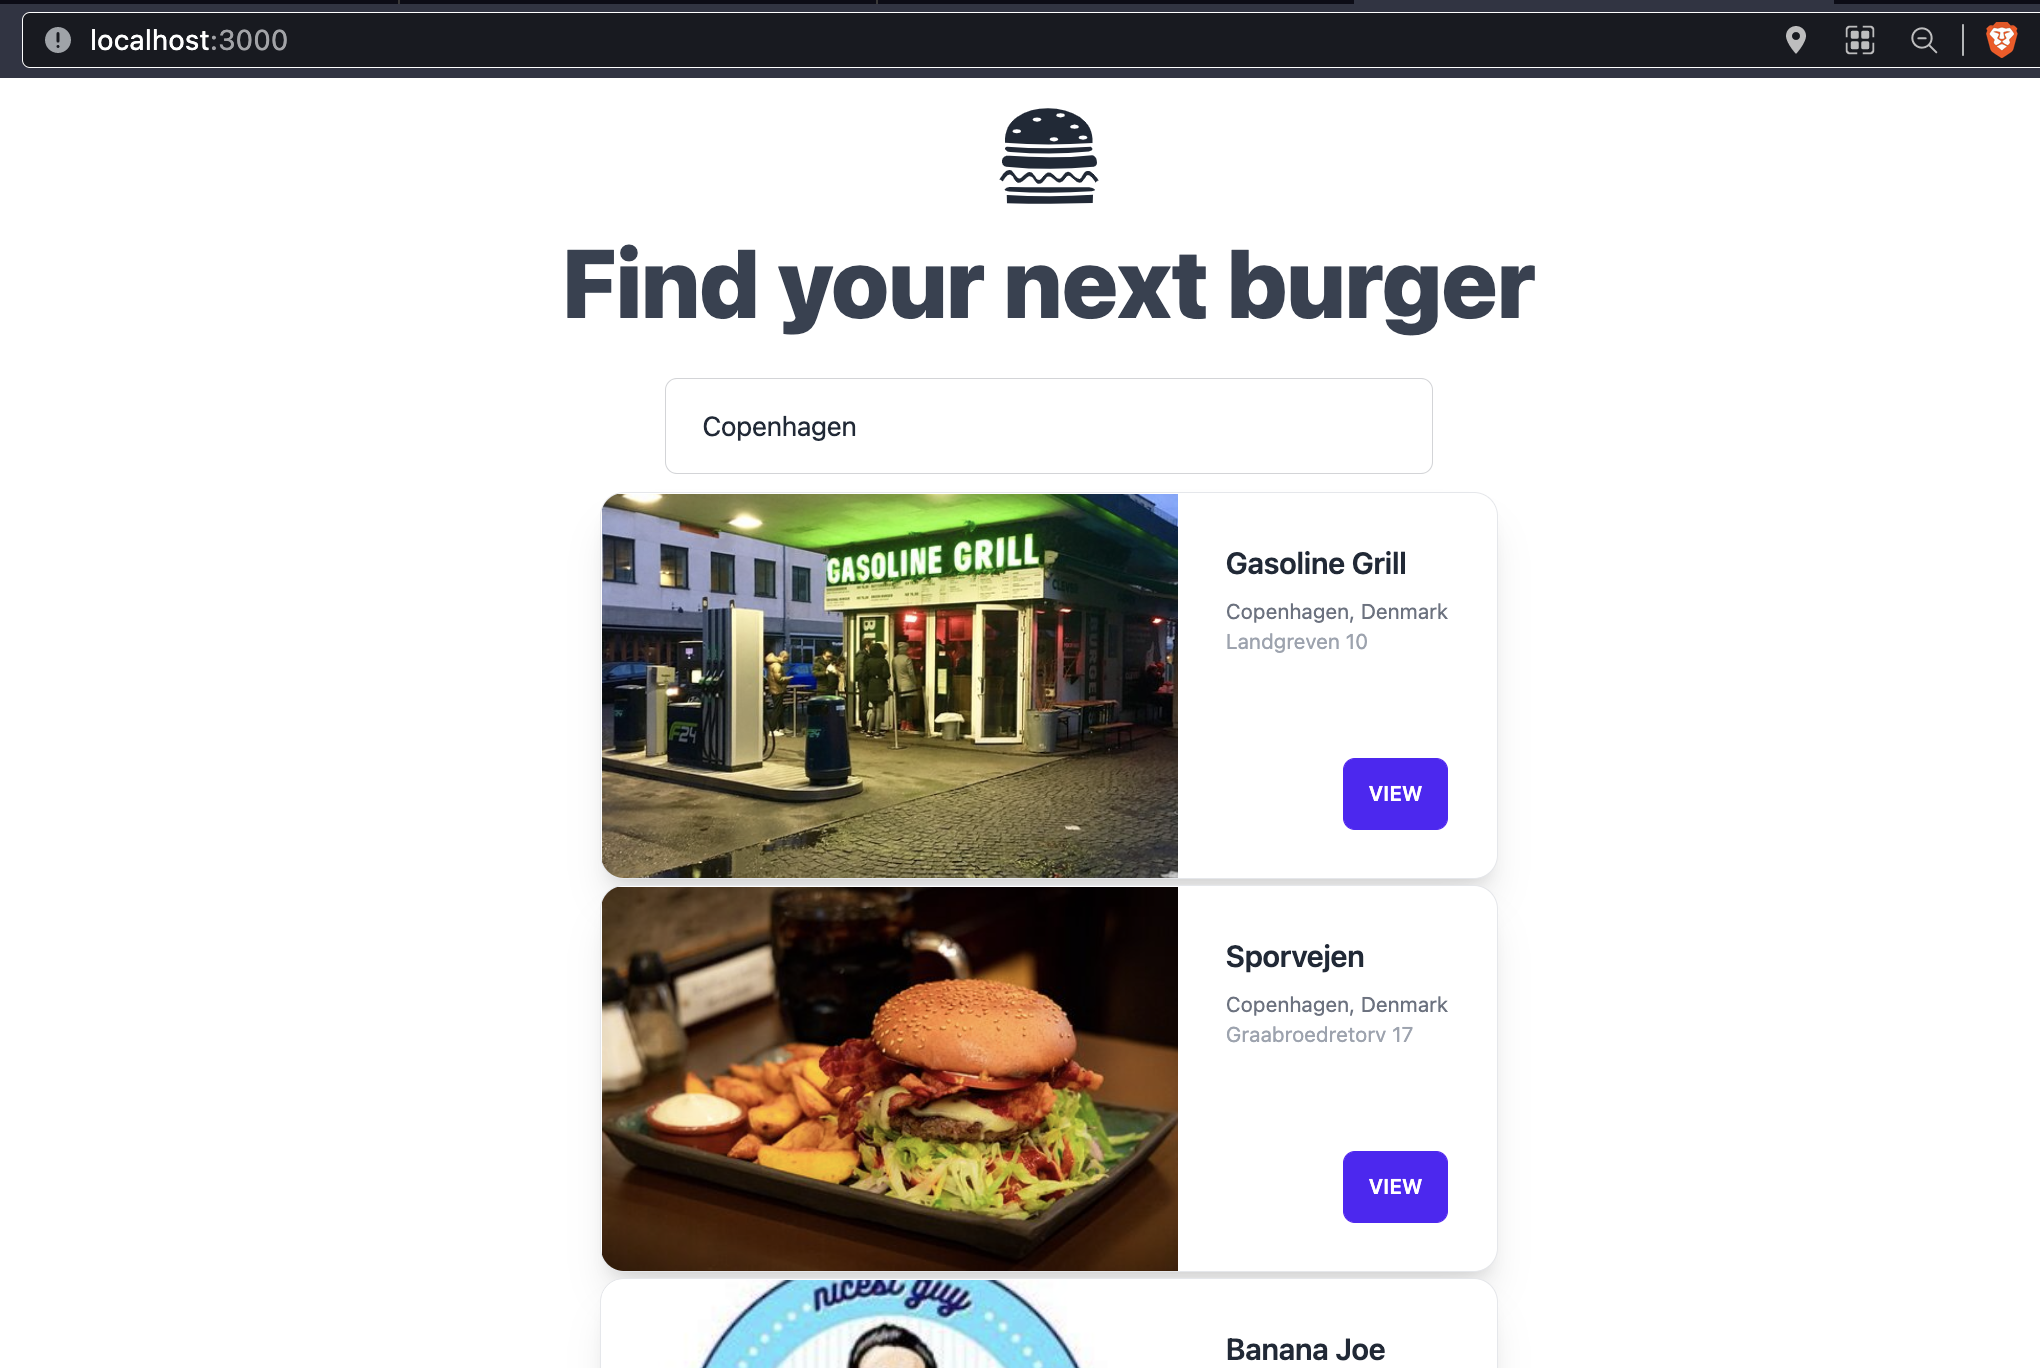 localhost:3000
Find your next burger
Copenhagen
GASOLINE GRILL
F24
Gasoline Grill
Copenhagen, Denmark
Landgreven 10
VIEW
Sporvejen
Copenhagen, Denmark
Graabroedretorv 17
VIEW
nicest guy
Banana Joe